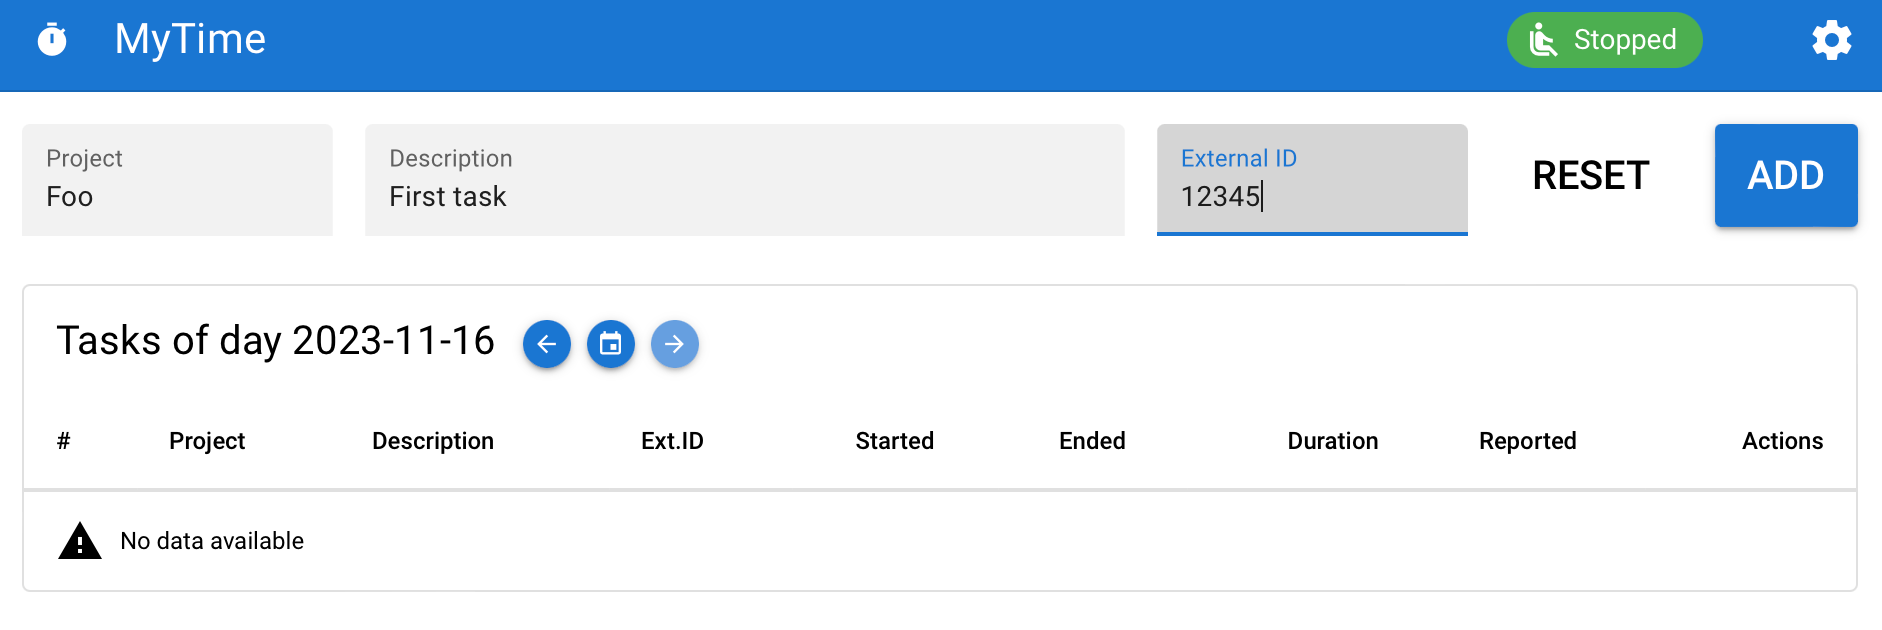 MyTime
Stopped
Project
Foo
Description
First task
External ID
12345
RESET
ADD
Tasks of day 2023-11-16
# Project Description Ext.ID Started Ended Duration Reported Actions
No data available